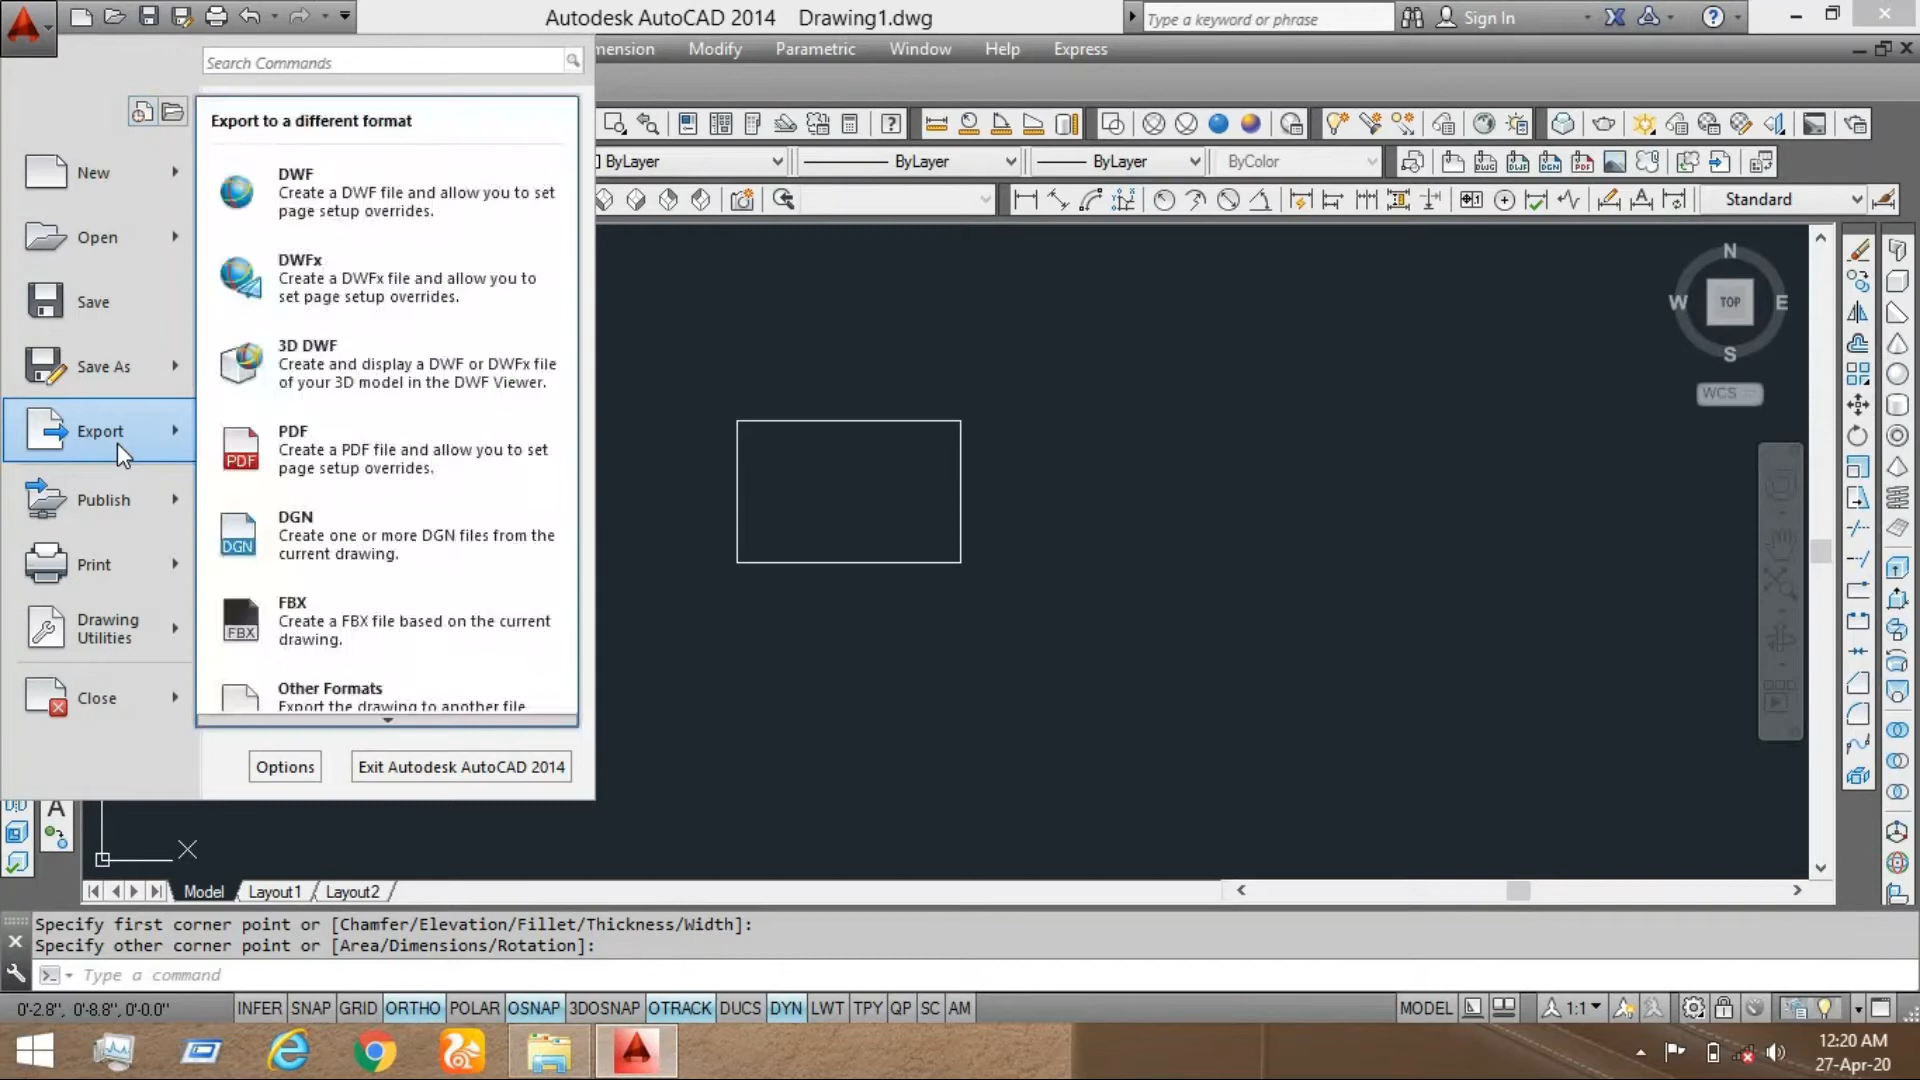 Autodesk AutoCAD 2014 Drawing1.dwg
Type a keyword or phrase
Sign In
Search Commands
mension Modify Parametric Window Help Express
Export to a different format
New
Open
Save
Save As
Export
Publish
Print
Drawing
Utilities
Close
DWF
Create a DWF file and allow you to set
page setup overrides.
DWFx
Create a DWFx file and allow you to
set page setup overrides.
3D DWF
Create and display a DWF or DWFx file
of your 3D model in the DWF Viewer.
PDF
PDF
Create a PDF file and allow you to set
page setup overrides.
DGN
DGN
Create one or more DGN files from the
current drawing.
FBX
FBX
Create a FBX file based on the current
drawing.
Other Formats
Export the drawing to another file
Options
Exit Autodesk AutoCAD 2014
ByLayer ByLayer ByLayer ByColor
DWG DWF DGN PDF
Standard
N
W TOP E
S
WCS
A
X
Model Layout1 Layout2
Specify first corner point or [Chamfer/Elevation/Fillet/Thickness/Width]:
Specify other corner point or [Area/Dimensions/Rotation]:
Type a command
0'-2.8", 0'-8.8", 0'-0.0"
INFER SNAP GRID ORTHO POLAR OSNAP 3DOSNAP OTRACK DUCS DYN LWT TPY QP SC AM
MODEL
1:1
12:20 AM
27-Apr-20